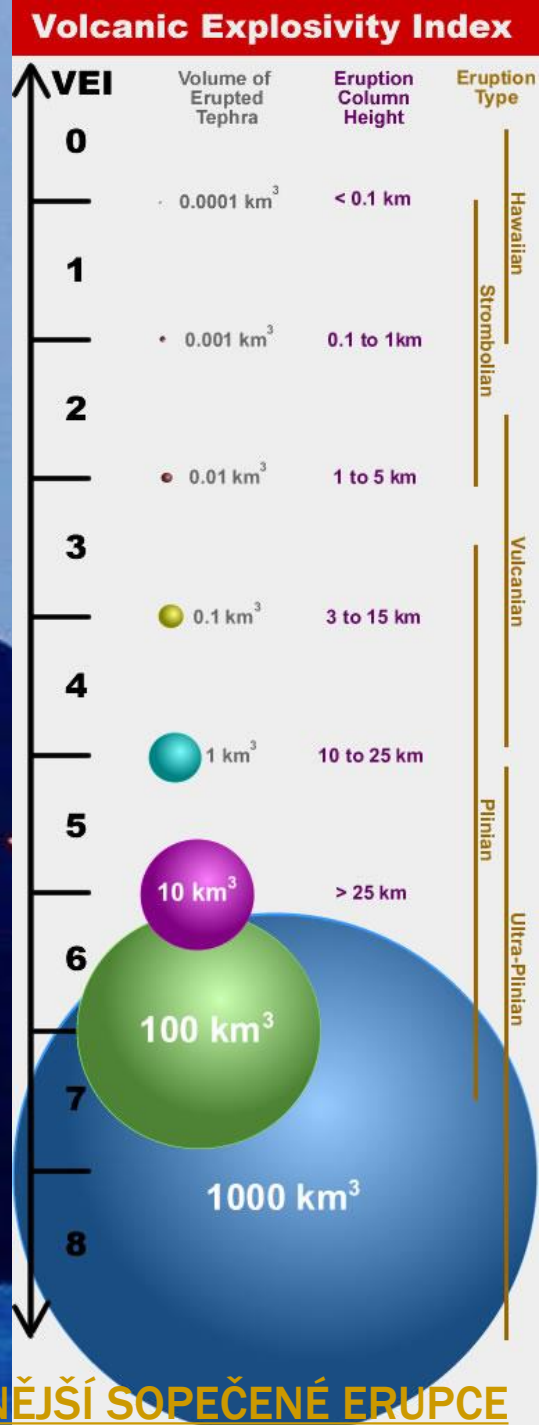 Volcanic Explosivity Index
VEI
Volume of
Erupted
Tephra
Eruption
Column
Height
Eruption
Type
0
0.0001 km³
< 0.1 km
Hawaiian
1
Strombolian
0.001 km³
0.1 to 1km
2
0.01 km³
1 to 5 km
3
Vulcanian
0.1 km³
3 to 15 km
4
1 km³
10 to 25 km
5
Plinian
10 km³
> 25 km
6
Ultra-Plinian
100 km³
7
1000 km³
8
NĚJŠÍ SOPEČENÉ ERUPCE